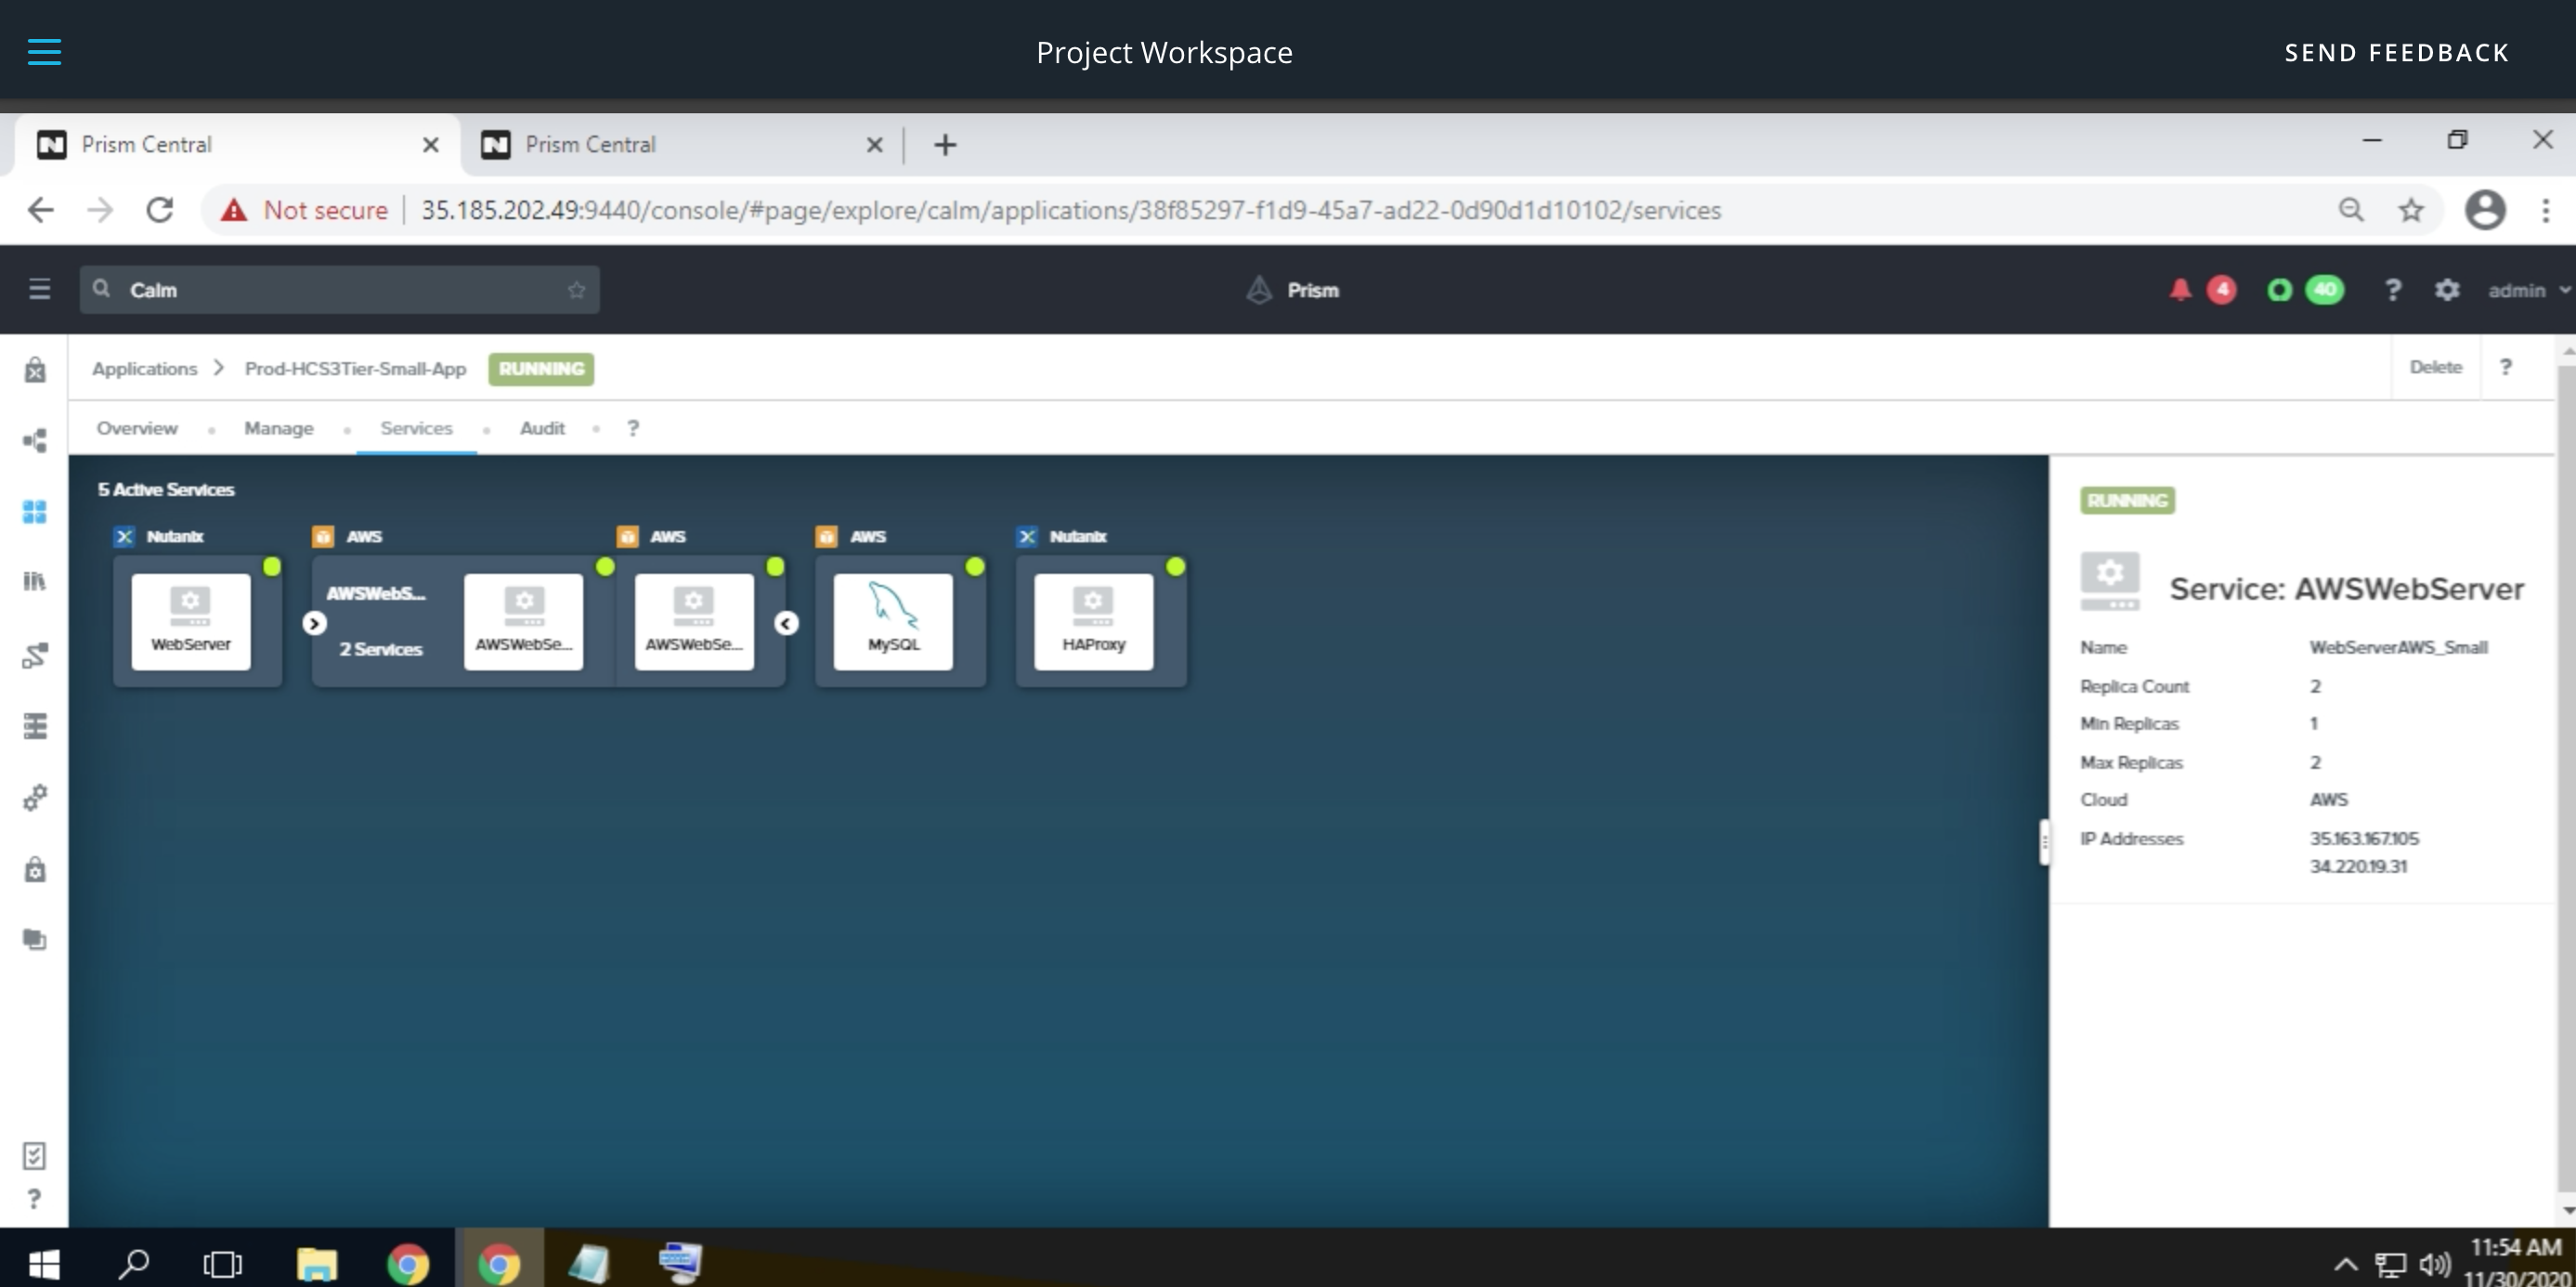 Project Workspace
SEND FEEDBACK
Prism Central
Prism Central
Not secure
35.185.202.49:9440/console/#page/explore/calm/applications/38f85297-f1d9-45a7-ad22-0d90d1d10102/services
Calm
Prism
4
40
?
admin
Applications
Prod-HCS3Tier-Small-App
RUNNING
Delete
?
Overview
Manage
Services
Audit
?
5 Active Services
Nutanix
AWS
AWS
AWS
Nutanix
WebServer
AWSWebS...
2 Services
AWSWebSe...
AWSWebSe...
MySQL
HAProxy
RUNNING
Service: AWSWebServer
Name WebServerAWS_Small
Replica Count 2
Min Replicas 1
Max Replicas 2
Cloud AWS
IP Addresses 35.163.167.105
34.220.19.31
?
11:54 AM
11/30/2020